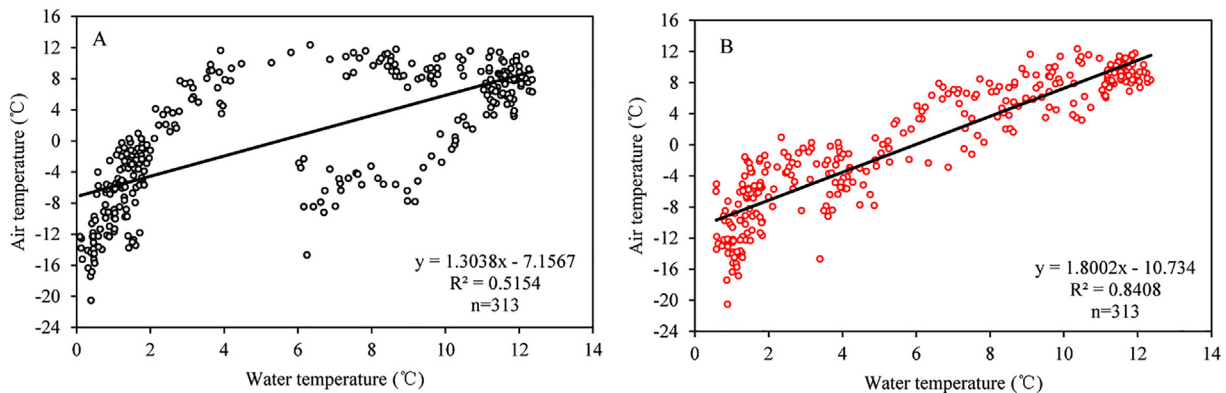 A
Air temperature (℃)
16
12
8
4
0
-4
-8
-12
-16
-20
-24
0 2 4 6 8 10 12 14
Water temperature (℃)
y = 1.3038x - 7.1567
R² = 0.5154
n=313
B
Air temperature (℃)
16
12
8
4
0
-4
-8
-12
-16
-20
-24
0 2 4 6 8 10 12 14
Water temperature (℃)
y = 1.8002x - 10.734
R² = 0.8408
n=313